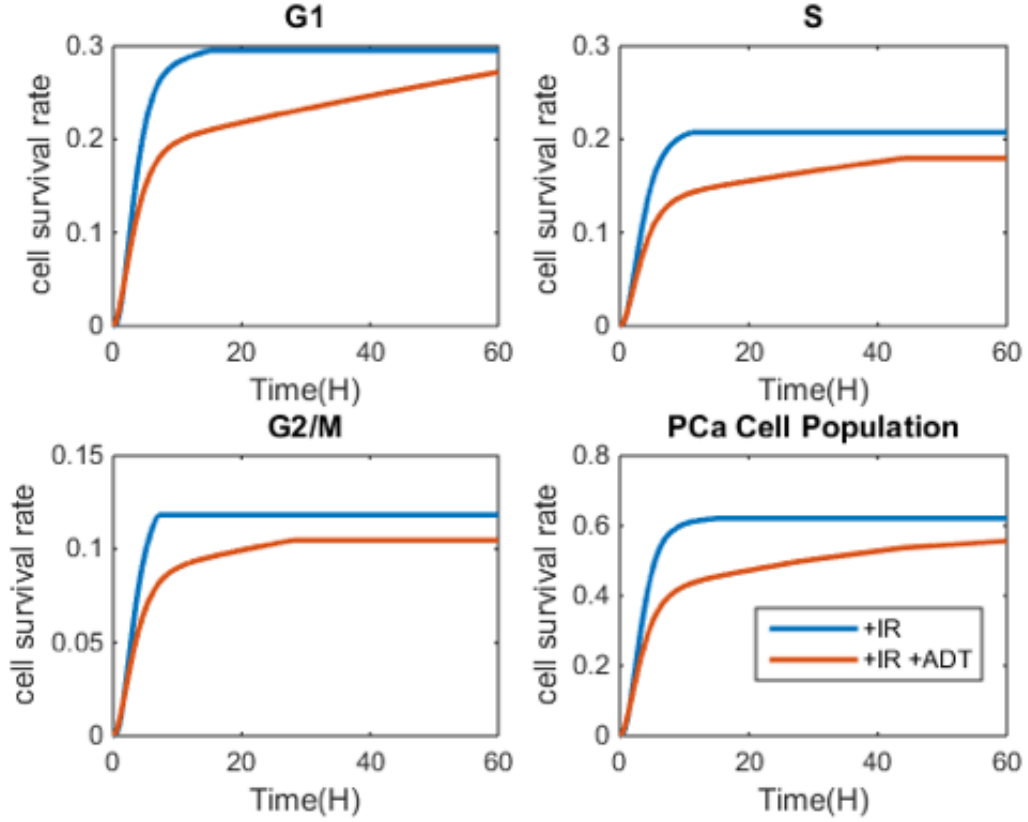 G1
cell survival rate
0.3
0.2
0.1
0
0
20
40
60
Time(H)
S
cell survival rate
0.3
0.2
0.1
0
0
20
40
60
Time(H)
G2/M
cell survival rate
0.15
0.1
0.05
0
0
20
40
60
Time(H)
PCa Cell Population
cell survival rate
0.8
0.6
0.4
0.2
0
0
20
40
60
Time(H)
+IR
+IR +ADT